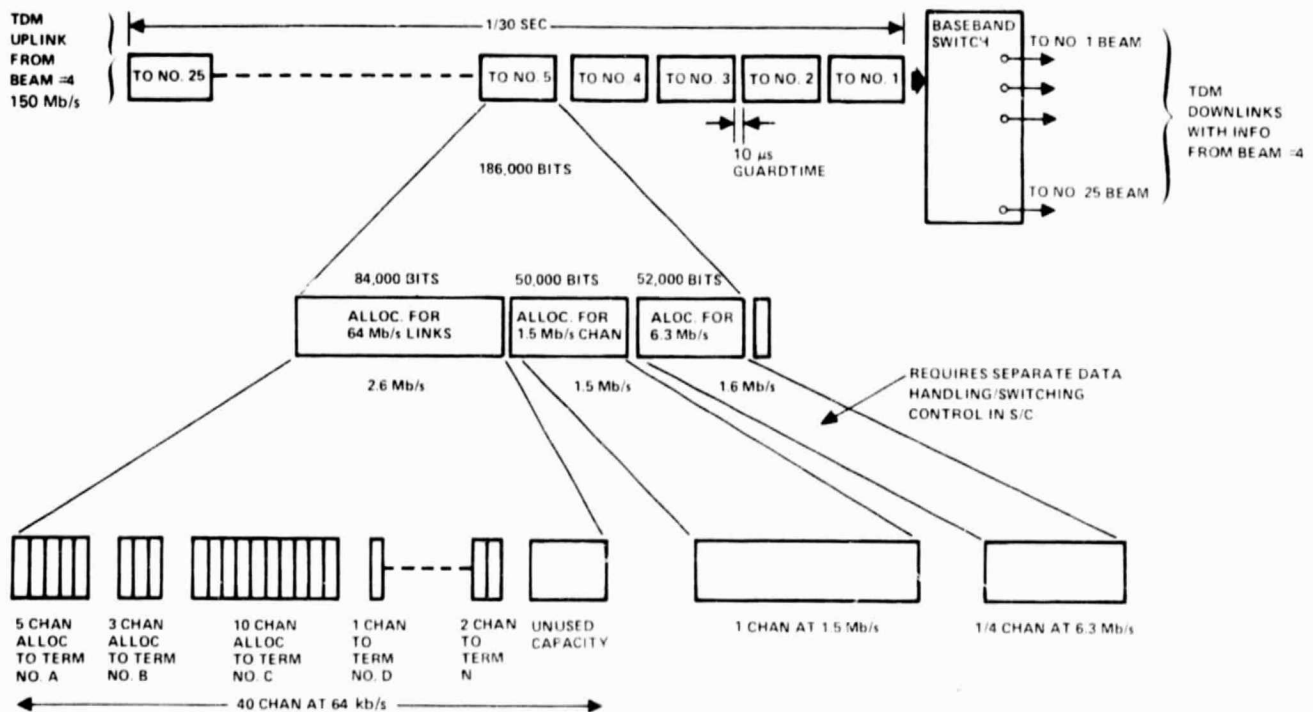 TDM
UPLINK
FROM
BEAM =4
150 Mb/s
1/30 SEC
TO NO. 25
TO NO. 5
TO NO. 4
TO NO. 3
TO NO. 2
TO NO. 1
BASEBAND
SWITCH
TO NO 1 BEAM
TO NO 25 BEAM
TDM
DOWNLINKS
WITH INFO
FROM BEAM =4
10 μs
GUARDTIME
186,000 BITS
84,000 BITS
50,000 BITS
52,000 BITS
ALLOC. FOR
64 Mb/s LINKS
ALLOC. FOR
1.5 Mb/s CHAN
ALOC. FOR
6.3 Mb/s
2.6 Mb/s
1.5 Mb/s
1.6 Mb/s
REQUIRES SEPARATE DATA
HANDLING/SWITCHING
CONTROL IN S/C
5 CHAN
ALLOC
TO TERM
NO. A
3 CHAN
ALLOC
TO TERM
NO. B
10 CHAN
ALLOC
TO TERM
NO. C
1 CHAN
TO
TERM
NO. D
2 CHAN
TO
TERM
N
UNUSED
CAPACITY
1 CHAN AT 1.5 Mb/s
1/4 CHAN AT 6.3 Mb/s
40 CHAN AT 64 kb/s